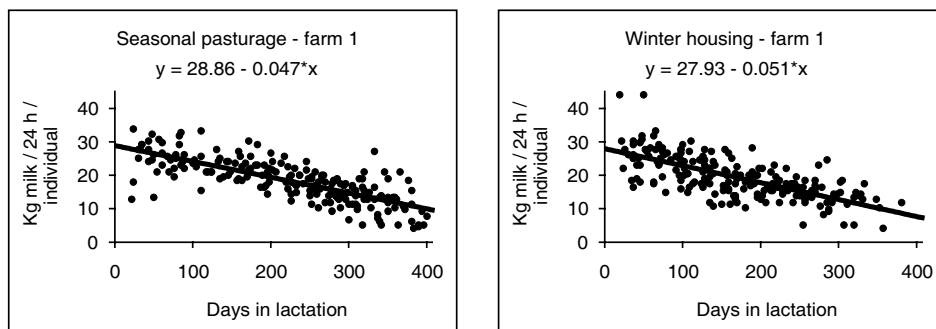 Seasonal pasturage - farm 1
y = 28.86 - 0.047*x
Kg milk / 24 h /
individual
40
30
20
10
0
0 100 200 300 400
Days in lactation
Winter housing - farm 1
y = 27.93 - 0.051*x
Kg milk / 24 h /
individual
40
30
20
10
0
0 100 200 300 400
Days in lactation